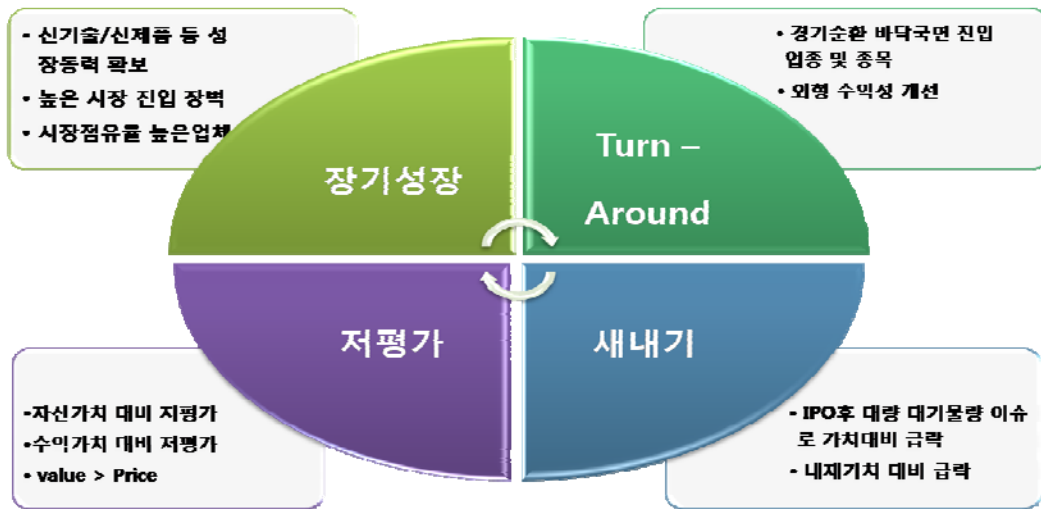 - 신기술/신제품 등 성
장동력 확보
• 높은 시장 진입 장벽
• 시장점유률 높은업체
• 경기순환 바닥국면 진입
업종 및 종목
• 외형 수익성 개선
장기성장
Turn –
Around
저평가
새내기
-자신가치 대비 지평가
•수익가치 대비 저평가
• value > Price
• IPO후 대량 대기물량 이슈
로 가치대비 급락
• 내재기치 대비 급락